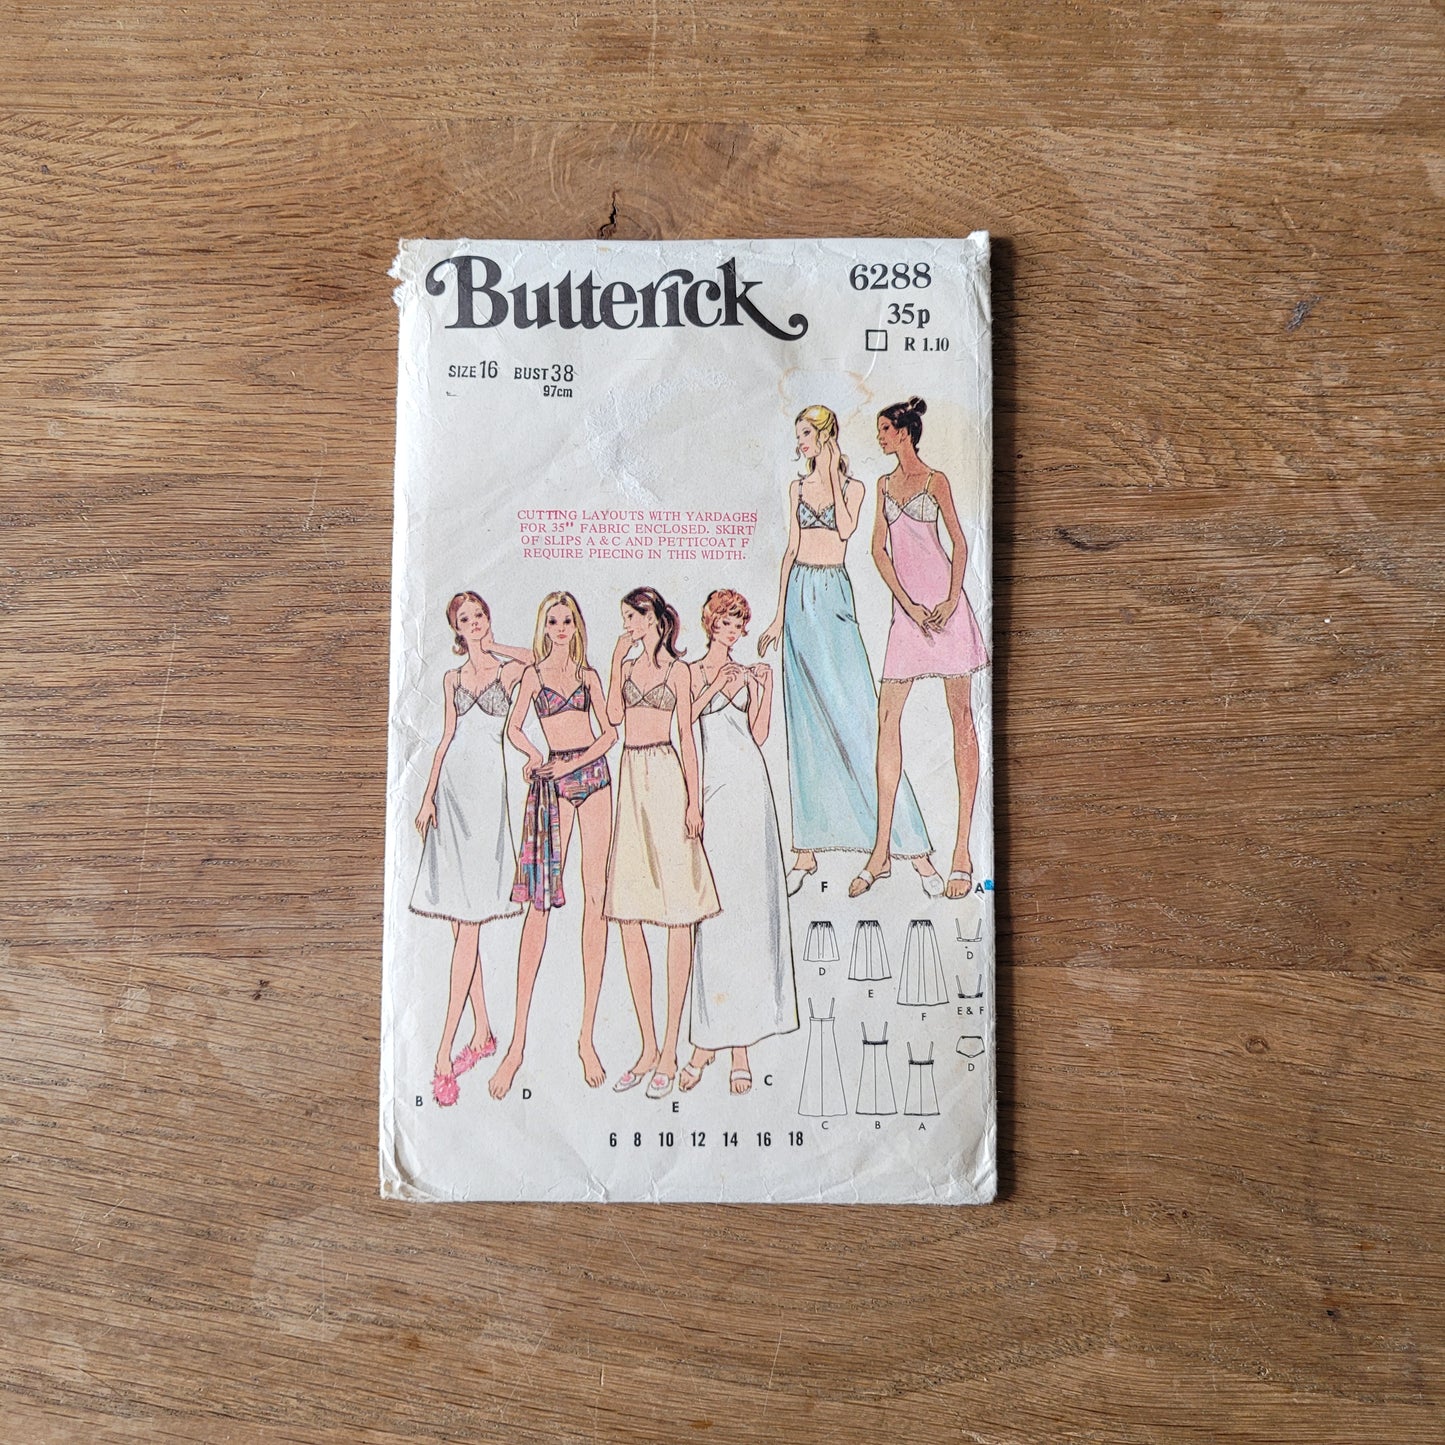 Butterick
6288
35p
R 1.10
SIZE 16 BUST 38
97cm
CUTTING LAYOUTS WITH YARDAGES
FOR 35" FABRIC ENCLOSED. SKIRT
OF SLIPS A & C AND PETTICOAT F
REQUIRE PIECING IN THIS WIDTH.
F A
D E F D
E & F
D
B D E C
C B A
6 8 10 12 14 16 18